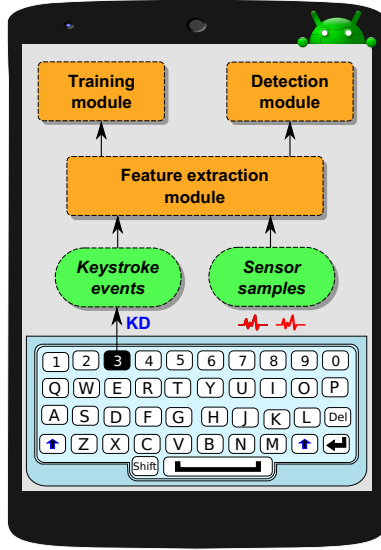 Training
module
Detection
module
Feature extraction
module
Keystroke
events
Sensor
samples
KD
1 2 3 4 5 6 7 8 9 0
Q W E R T Y U I O P
A S D F G H J K L Del
Z X C V B N M
Shift